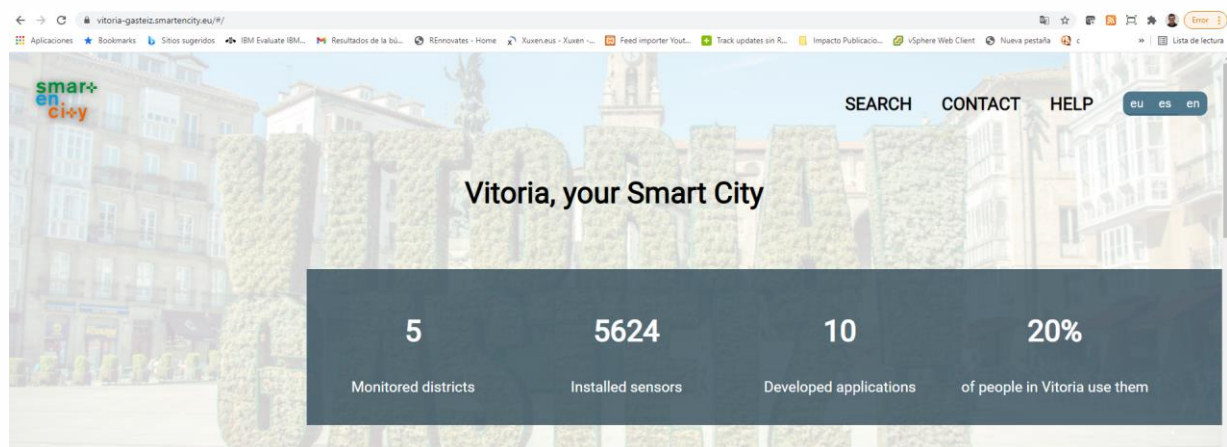 vitoria-gasteiz.smartencity.eu/#/
Error
Aplicaciones Bookmarks Sitios sugeridos IBM Evaluate IBM... Resultados de la bú... REnnovates - Home Xuxen.eus - Xuxen -... Feed importer Yout... Track updates sin R... Impacto Publicacio... vSphere Web Client Nueva pestaña c » Lista de lectura
smar
en
ci y
SEARCH CONTACT HELP eu es en
Vitoria, your Smart City
5 5624 10 20%
Monitored districts Installed sensors Developed applications of people in Vitoria use them